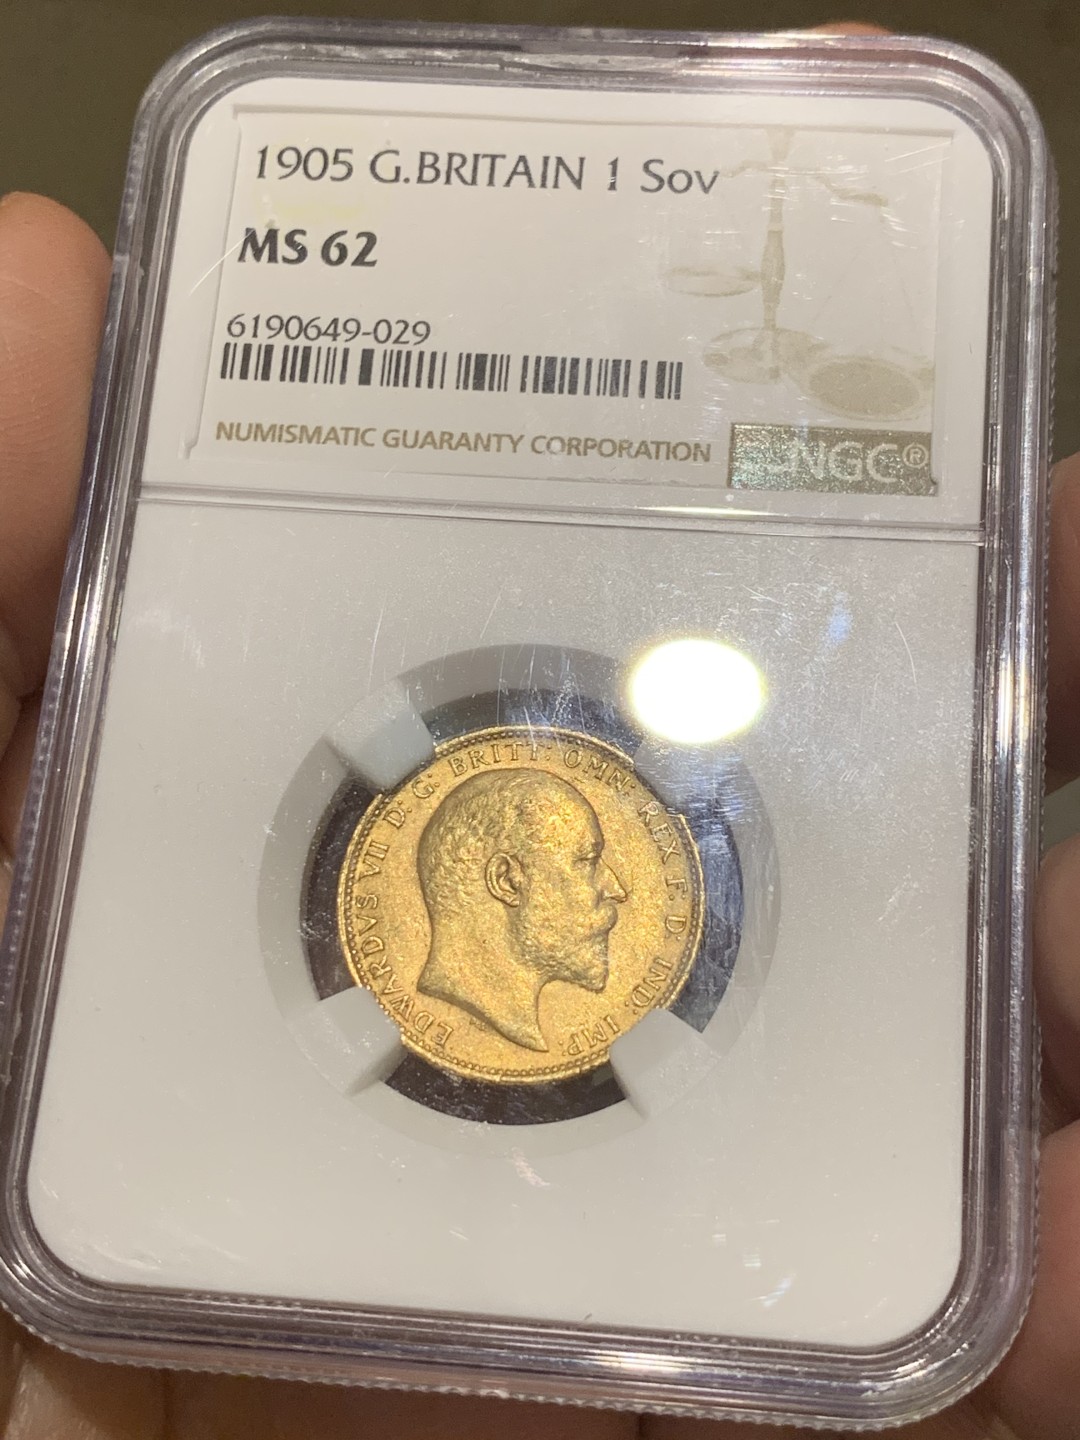 1905 G.BRITAIN 1 Sov
MS 62
6190649-029
NUMISMATIC GUARANTY CORPORATION
NGC®
EDWARDVS VII D: G: BRITT: OMN: REX F. D: IND: IMP: